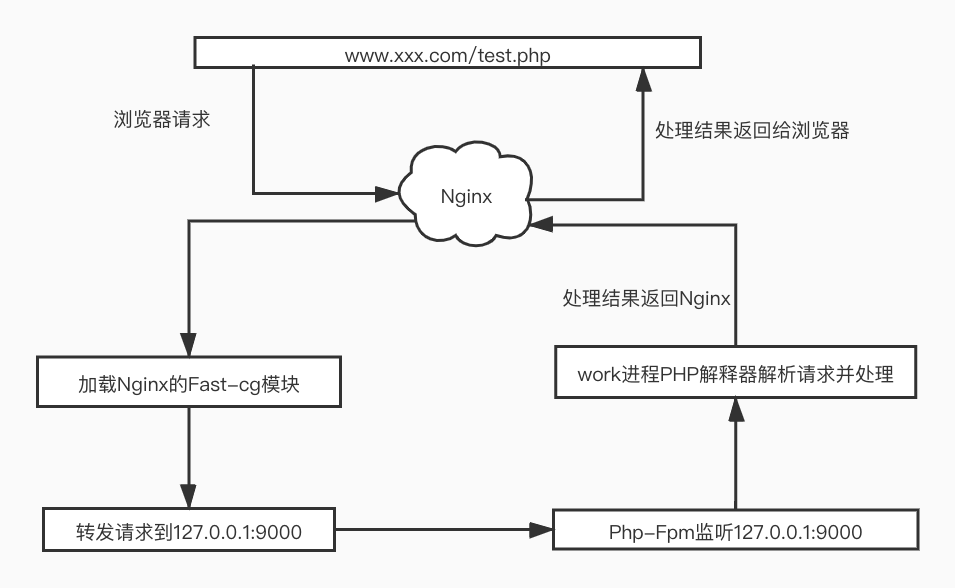 www.xxx.com/test.php
浏览器请求
处理结果返回给浏览器
Nginx
处理结果返回Nginx
加载Nginx的Fast-cg模块
work进程PHP解释器解析请求并处理
转发请求到127.0.0.1:9000
Php-Fpm监听127.0.0.1:9000